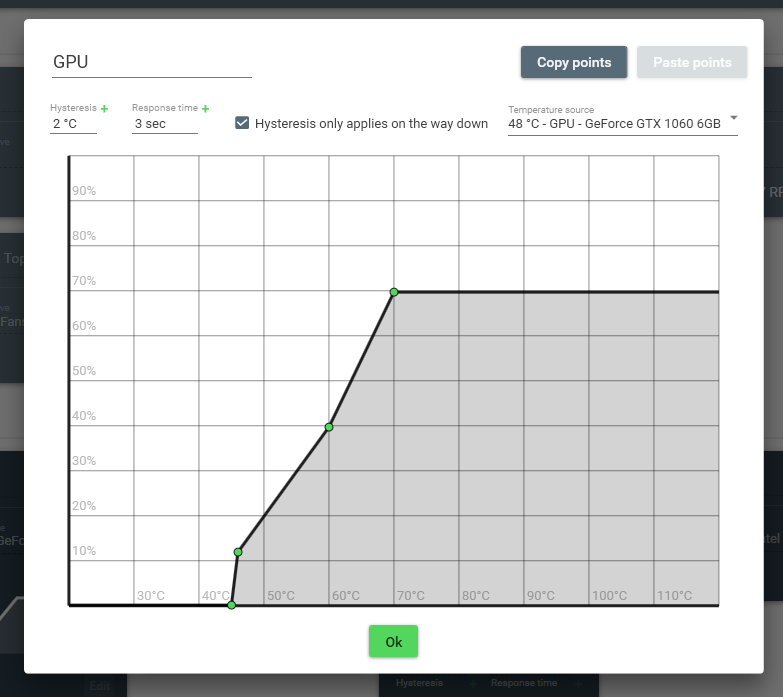 GPU
Copy points
Paste points
Hysteresis +
Response time +
2 °C
3 sec
Hysteresis only applies on the way down
Temperature source
48 °C - GPU - GeForce GTX 1060 6GB
90%
80%
70%
60%
50%
40%
30%
20%
10%
30°C
40°C
50°C
60°C
70°C
80°C
90°C
100°C
110°C
Ok
Top
Fans
Edit
Hysteresis
Response time